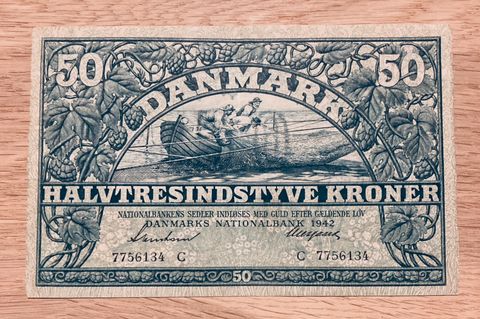 50 DANMARK 50
HALVTRESINDSTYVE KRONER
NATIONALBANKENS SEDLER INDLØSES MED GULD EFTER GÆLDENDE LOV
DANMARKS NATIONALBANK 1942
7756134 C C 7756134
50